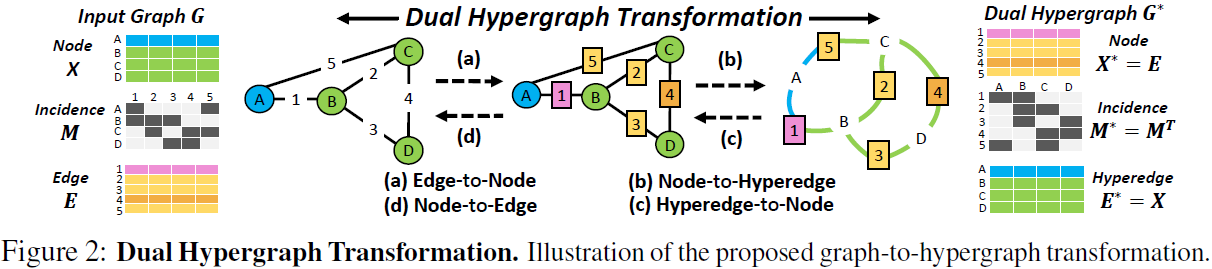 Input Graph G
Dual Hypergraph Transformation
Dual Hypergraph G*
Node
X
A
B
C
D
Incidence
M
1 2 3 4 5
A
B
C
D
Edge
E
1
2
3
4
5
A
B
C
D
1
2
3
4
5
(a)
(d)
A
B
C
D
1
2
3
4
5
(b)
(c)
A
B
C
D
1
2
3
4
5
(a) Edge-to-Node
(d) Node-to-Edge
(b) Node-to-Hyperedge
(c) Hyperedge-to-Node
1
2
3
4
5
Node
X* = E
A B C D
1
2
3
4
5
Incidence
M* = Mᵀ
A
B
C
D
Hyperedge
E* = X
Figure 2: Dual Hypergraph Transformation. Illustration of the proposed graph-to-hypergraph transformation.